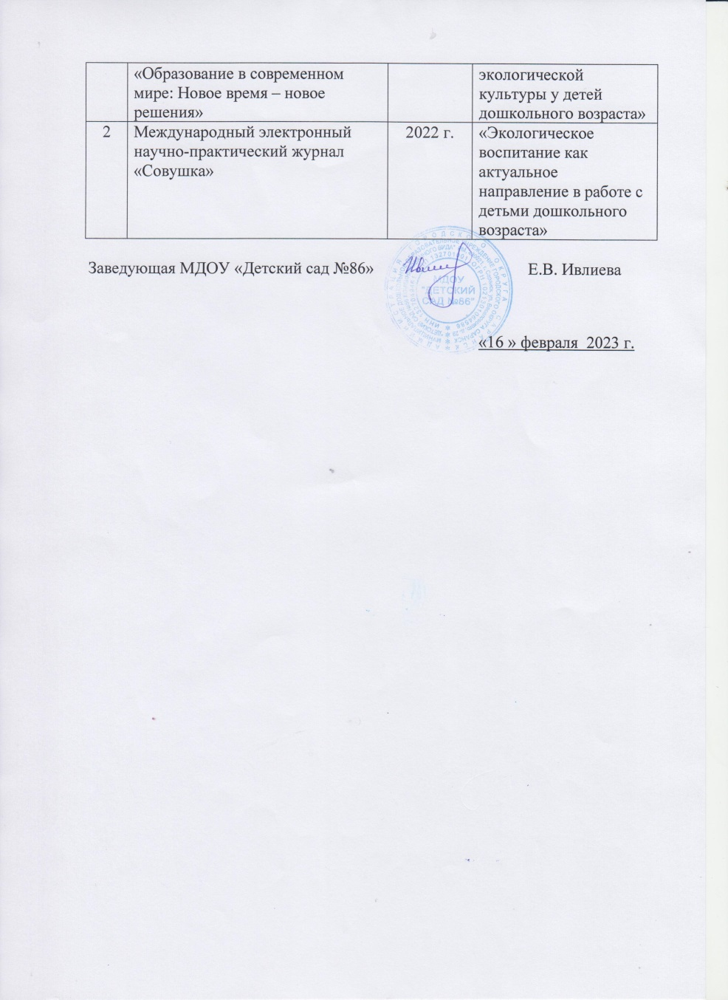 «Образование в современном
мире: Новое время – новое
решения»
экологической
культуры у детей
дошкольного возраста»
2
Международный электронный
научно-практический журнал
«Совушка»
2022 г.
«Экологическое
воспитание как
актуальное
направление в работе с
детьми дошкольного
возраста»
Заведующая МДОУ «Детский сад №86»
Е.В. Ивлиева
МДОУ
"ДЕТСКИЙ
САД №86"
«16 » февраля 2023 г.